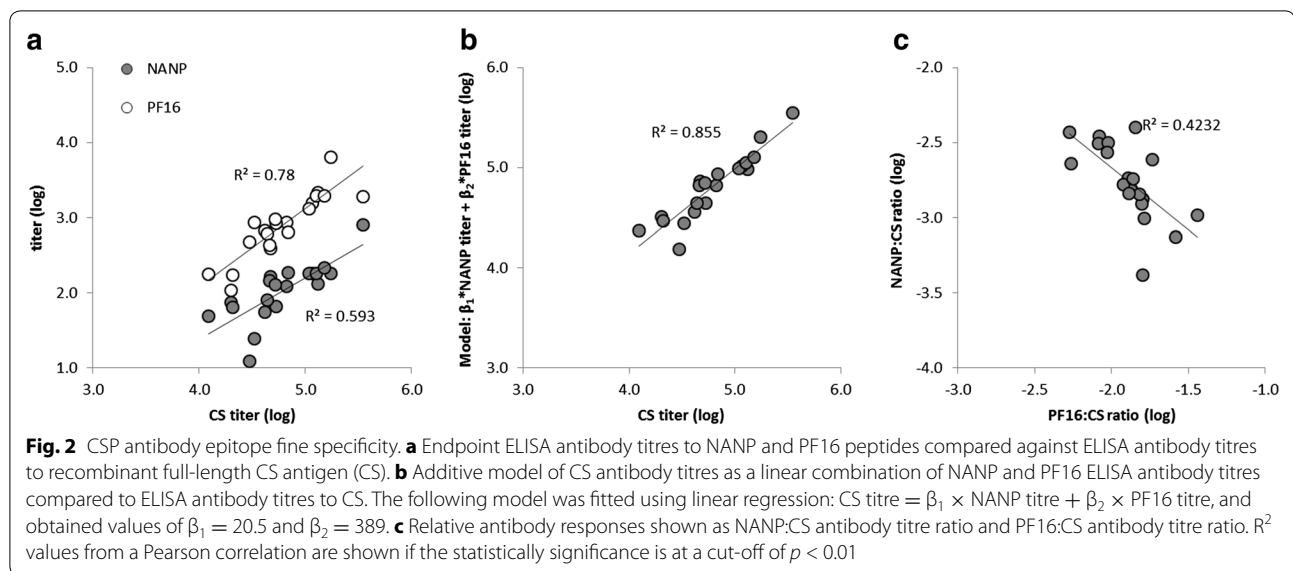 a
5.0
4.0
3.0
2.0
1.0
3.0
4.0
5.0
6.0
titer (log)
CS titer (log)
NANP
PF16
R² = 0.78
R² = 0.593
b
6.0
5.0
4.0
3.0
3.0
4.0
5.0
6.0
Model: β₁*NANP titer + β₂*PF16 titer (log)
CS titer (log)
R² = 0.855
c
-2.0
-2.5
-3.0
-3.5
-4.0
-3.0
-2.5
-2.0
-1.5
-1.0
NANP:CS ratio (log)
PF16:CS ratio (log)
R² = 0.4232
Fig. 2 CSP antibody epitope fine specificity. a Endpoint ELISA antibody titres to NANP and PF16 peptides compared against ELISA antibody titres
to recombinant full-length CS antigen (CS). b Additive model of CS antibody titres as a linear combination of NANP and PF16 ELISA antibody titres
compared to ELISA antibody titres to CS. The following model was fitted using linear regression: CS titre = β₁ × NANP titre + β₂ × PF16 titre, and
obtained values of β₁ = 20.5 and β₂ = 389. c Relative antibody responses shown as NANP:CS antibody titre ratio and PF16:CS antibody titre ratio. R²
values from a Pearson correlation are shown if the statistically significance is at a cut-off of p < 0.01